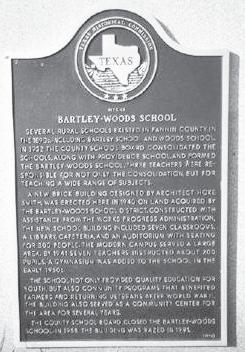 TEXAS HISTORICAL COMMISSION
TEXAS
SITE OF
BARTLEY-WOODS SCHOOL
SEVERAL RURAL SCHOOLS EXISTED IN FANNIN COUNTY IN
THE 1890s, INCLUDING BARTLEY SCHOOL AND WOODS SCHOOL.
IN 1932 THE COUNTY SCHOOL BOARD CONSOLIDATED THE
SCHOOLS, ALONG WITH PROVIDENCE SCHOOL, AND FORMED
THE BARTLEY-WOODS SCHOOL. THREE TEACHERS WERE RE-
SPONSIBLE FOR NOT ONLY THE CONSOLIDATION, BUT FOR
TEACHING A WIDE RANGE OF SUBJECTS.
A NEW BRICK BUILDING DESIGNED BY ARCHITECT HOKE
SMITH WAS ERECTED HERE IN 1940 ON LAND ACQUIRED BY
THE BARTLEY-WOODS SCHOOL DISTRICT. CONSTRUCTED WITH
ASSISTANCE FROM THE WORKS PROGRESS ADMINISTRATION,
THE NEW SCHOOL BUILDING INCLUDED SEVEN CLASSROOMS,
A LIBRARY, CAFETERIA AND AN AUDITORIUM WITH SEATING
FOR 300 PEOPLE. THE MODERN CAMPUS SERVED A LARGE
AREA. BY 1941 SEVEN TEACHERS INSTRUCTED ABOUT 200
PUPILS. A GYMNASIUM WAS ADDED TO THE SCHOOL IN THE
EARLY 1950s.
THE SCHOOL NOT ONLY PROVIDED QUALITY EDUCATION FOR
YOUTH, BUT ALSO COMMUNITY PROGRAMS THAT BENEFITED
FARMERS AND RETURNING VETERANS AFTER WORLD WAR II.
THE BUILDING ALSO SERVED AS A COMMUNITY CENTER FOR
THE AREA FOR SEVERAL YEARS.
THE COUNTY SCHOOL BOARD CLOSED THE BARTLEY-WOODS
SCHOOL IN 1958. THE BUILDING WAS RAZED IN 1995.